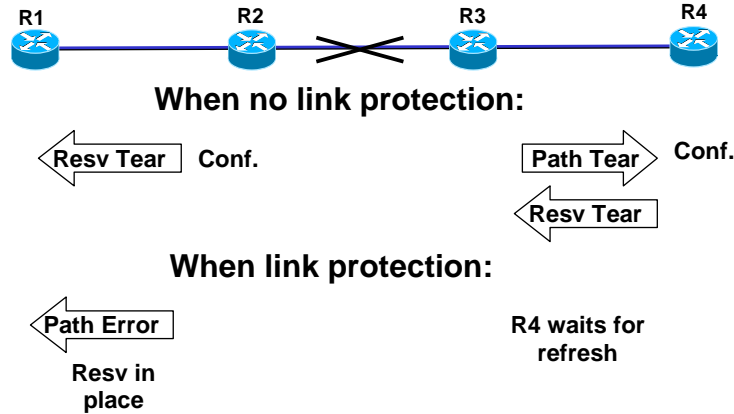 R1 R2 R3 R4
When no link protection:
Resv Tear Conf. Path Tear Conf.
Resv Tear
When link protection:
Path Error
Resv in
place
R4 waits for
refresh